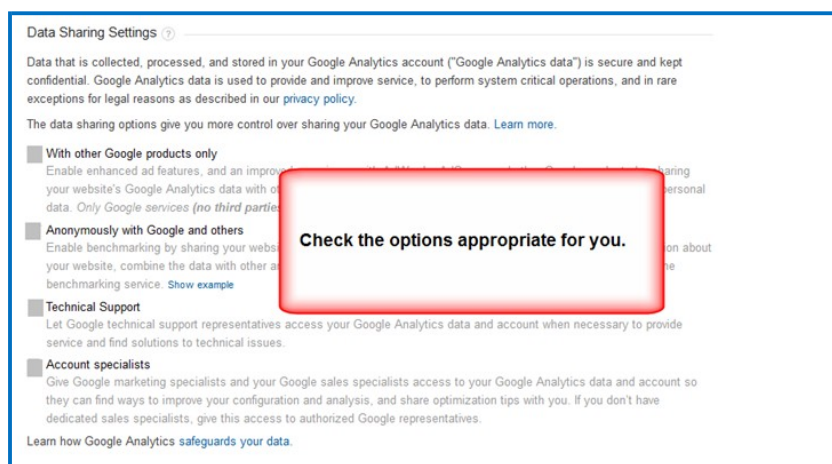 Data Sharing Settings ?
Data that is collected, processed, and stored in your Google Analytics account ("Google Analytics data") is secure and kept
confidential. Google Analytics data is used to provide and improve service, to perform system critical operations, and in rare
exceptions for legal reasons as described in our privacy policy.
The data sharing options give you more control over sharing your Google Analytics data. Learn more.
With other Google products only
Enable enhanced ad features, and an sharing
your website's Google Analytics data with personal
data. Only Google services (no third
Anonymously with Google and others
Enable benchmarking by sharing your about
your website, combine the data with other
benchmarking service. Show example
Check the options appropriate for you.
Technical Support
Let Google technical support representatives access your Google Analytics data and account when necessary to provide
service and find solutions to technical issues.
Account specialists
Give Google marketing specialists and your Google sales specialists access to your Google Analytics data and account so
they can find ways to improve your configuration and analysis, and share optimization tips with you. If you don't have
dedicated sales specialists, give this access to authorized Google representatives.
Learn how Google Analytics safeguards your data.